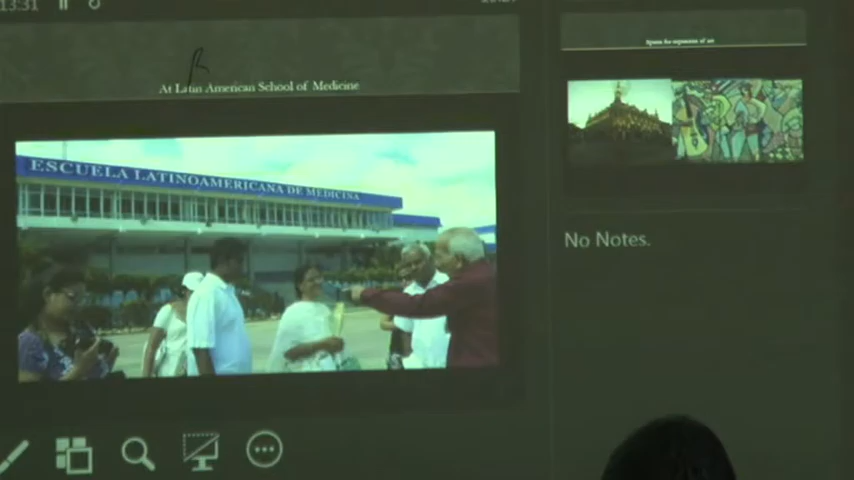 13:31
At Latin American School of Medicine
ESCUELA LATINOAMERICANA DE MEDICINA
No Notes.